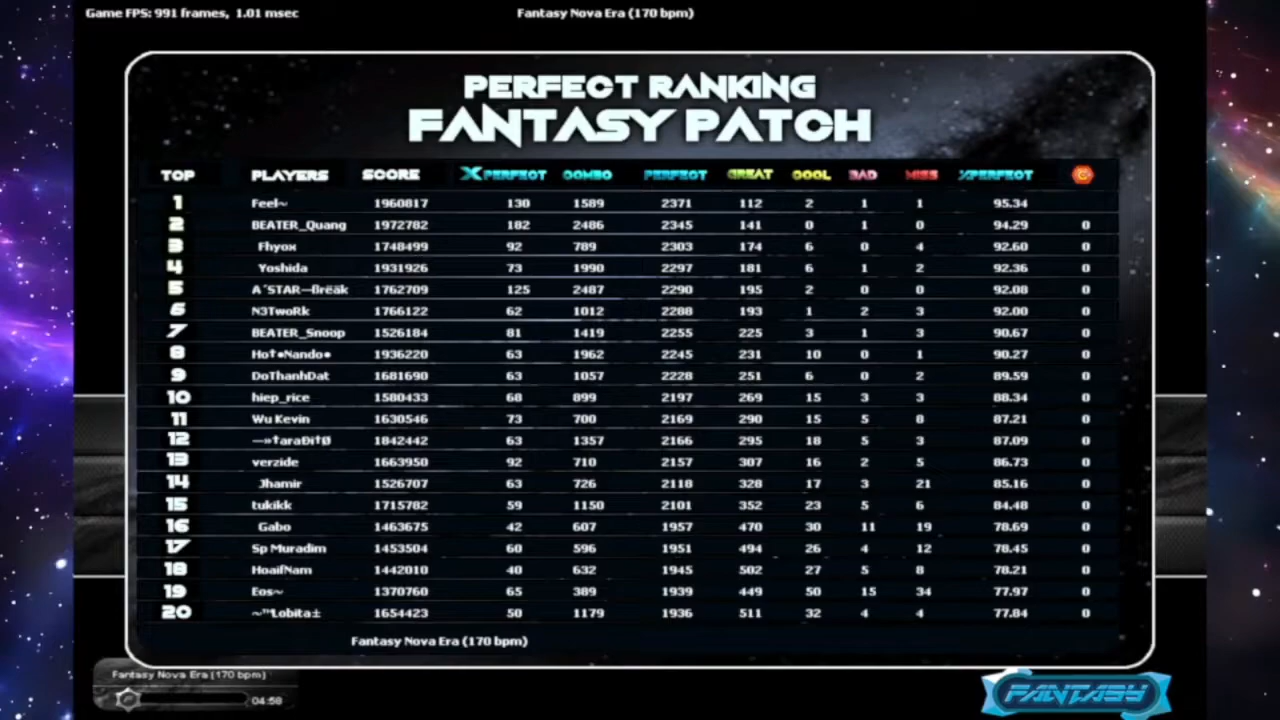 Game FPS: 991 frames, 1.01 msec Fantasy Nova Era (170 bpm)
PERFECT RANKING
FANTASY PATCH
TOP PLAYERS SCORE XPERFECT COMBO PERFECT GREAT COOL BAD MISS XPERFECT G
1 Feel~ 1960817 130 1589 2371 112 2 1 1 95.34
2 BEATER_Quang 1972782 182 2486 2345 141 0 1 0 94.29 0
3 Fhyox 1748499 92 789 2303 174 6 0 4 92.60 0
4 Yoshida 1931926 73 1990 2297 181 6 1 2 92.36 0
5 A´STAR—Brëäk 1762709 125 2487 2290 195 2 0 0 92.08 0
6 N3TwoRk 1766122 62 1012 2288 193 1 2 3 92.00 0
7 BEATER_Snoop 1526184 81 1419 2255 225 3 1 3 90.67 0
8 Ho†•Nando• 1936220 63 1962 2245 231 10 0 1 90.27 0
9 DoThanhDat 1681690 63 1057 2228 251 6 0 2 89.59 0
10 hiep_rice 1580433 68 899 2197 269 15 3 3 88.34 0
11 Wu Kevin 1630546 73 700 2169 290 15 5 8 87.21 0
12 —»†araÐi†Ø 1842442 63 1357 2166 295 18 5 3 87.09 0
13 verzide 1663950 92 710 2157 307 16 2 5 86.73 0
14 Jhamir 1526707 63 726 2118 328 17 3 21 85.16 0
15 tukikk 1715782 59 1150 2101 352 23 5 6 84.48 0
16 Gabo 1463675 42 607 1957 470 30 11 19 78.69 0
17 Sp Muradim 1453504 60 596 1951 494 26 4 12 78.45 0
18 HoaifNam 1442010 40 632 1945 502 27 5 8 78.21 0
19 Eos~ 1370760 65 389 1939 449 50 15 34 77.97 0
20 ~™Lobita± 1654423 50 1179 1936 511 32 4 4 77.84 0
Fantasy Nova Era (170 bpm)
Fantasy Nova Era (170 bpm)
04:58
FANTASY